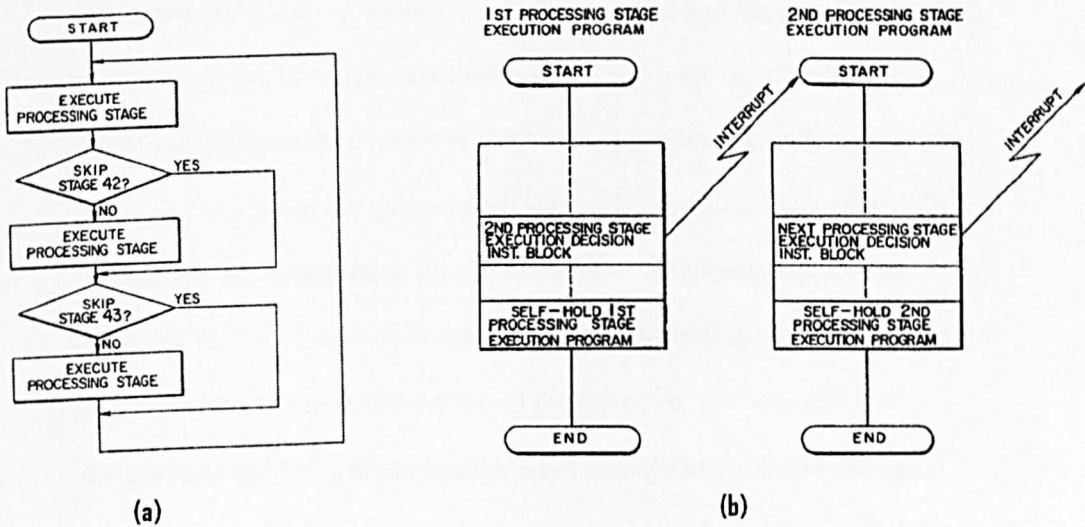 START
EXECUTE
PROCESSING STAGE
SKIP
STAGE 42?
YES
NO
EXECUTE
PROCESSING STAGE
SKIP
STAGE 43?
YES
NO
EXECUTE
PROCESSING STAGE
(a)
1ST PROCESSING STAGE
EXECUTION PROGRAM
START
INTERRUPT
2ND PROCESSING STAGE
EXECUTION DECISION
INST. BLOCK
SELF-HOLD 1ST
PROCESSING STAGE
EXECUTION PROGRAM
END
2ND PROCESSING STAGE
EXECUTION PROGRAM
START
INTERRUPT
NEXT PROCESSING STAGE
EXECUTION DECISION
INST. BLOCK
SELF-HOLD 2ND
PROCESSING STAGE
EXECUTION PROGRAM
END
(b)